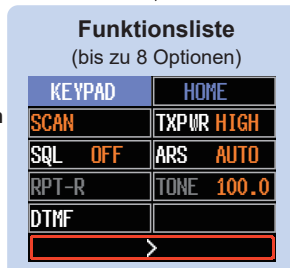 Funktionsliste
(bis zu 8 Optionen)
KEYPAD HOME
SCAN TXPWR HIGH
SQL OFF ARS AUTO
RPT-R TONE 100.0
DTMF
>